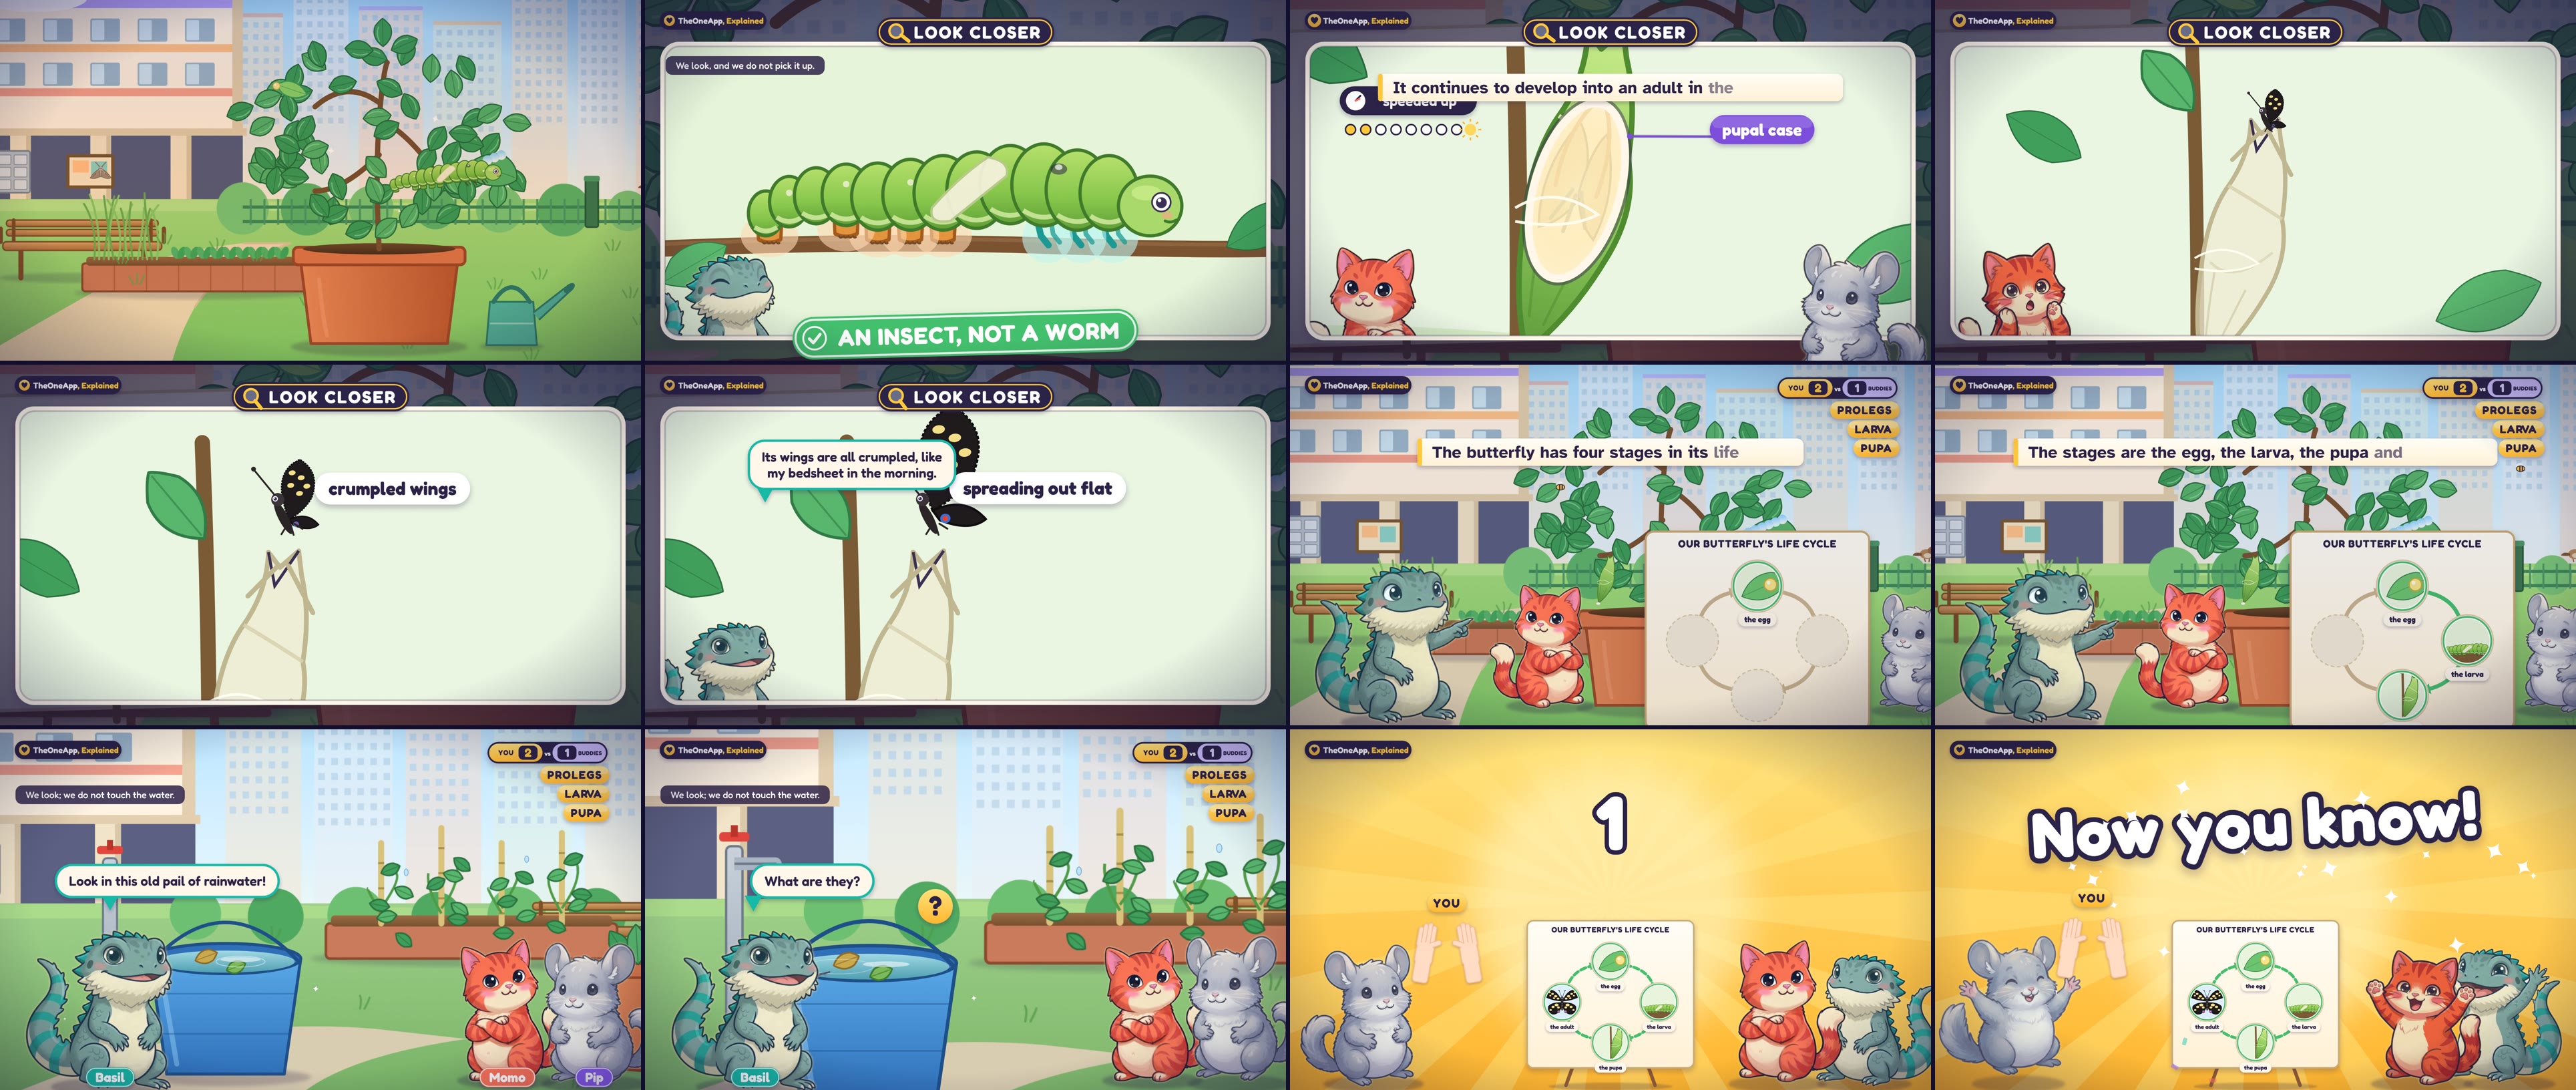 TheOneApp, Explained
LOOK CLOSER
We look, and we do not pick it up.
AN INSECT, NOT A WORM
TheOneApp, Explained
LOOK CLOSER
It continues to develop into an adult in the
speeded up
pupal case
TheOneApp, Explained
LOOK CLOSER
TheOneApp, Explained
LOOK CLOSER
crumpled wings
TheOneApp, Explained
LOOK CLOSER
Its wings are all crumpled, like
my bedsheet in the morning.
spreading out flat
TheOneApp, Explained
YOU 2 vs 1 BUDDIES
PROLEGS
LARVA
PUPA
The butterfly has four stages in its life
OUR BUTTERFLY'S LIFE CYCLE
the egg
TheOneApp, Explained
YOU 2 vs 1 BUDDIES
PROLEGS
LARVA
PUPA
The stages are the egg, the larva, the pupa and
OUR BUTTERFLY'S LIFE CYCLE
the egg
the larva
TheOneApp, Explained
YOU 2 vs 1 BUDDIES
PROLEGS
LARVA
PUPA
We look; we do not touch the water.
Look in this old pail of rainwater!
Basil
Momo
Pip
TheOneApp, Explained
YOU 2 vs 1 BUDDIES
PROLEGS
LARVA
PUPA
We look; we do not touch the water.
What are they?
?
Basil
TheOneApp, Explained
1
YOU
OUR BUTTERFLY'S LIFE CYCLE
the egg
the adult
the larva
the pupa
TheOneApp, Explained
Now you know!
YOU
OUR BUTTERFLY'S LIFE CYCLE
the egg
the adult
the larva
the pupa